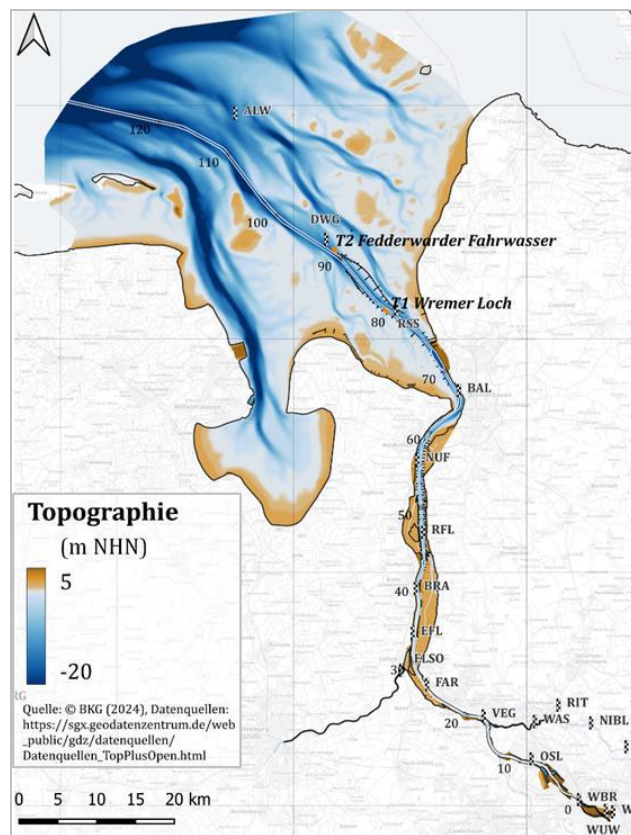 ALW
120
110
100
DWG
T2 Fedderwarder Fahrwasser
90
T1 Wremer Loch
80
RSS
70
BAL
60
NUF
50
RFL
BRA
40
EFL
ELSO
3
FAR
20
VEG
RIT
WAS
NIBL
10
OSL
WBR
0
W
WUW
Topographie
(m NHN)
5
-20
Quelle: © BKG (2024), Datenquellen:
https://sgx.geodatenzentrum.de/web
_public/gdz/datenquellen/
Datenquellen_TopPlusOpen.html
0 5 10 15 20 km